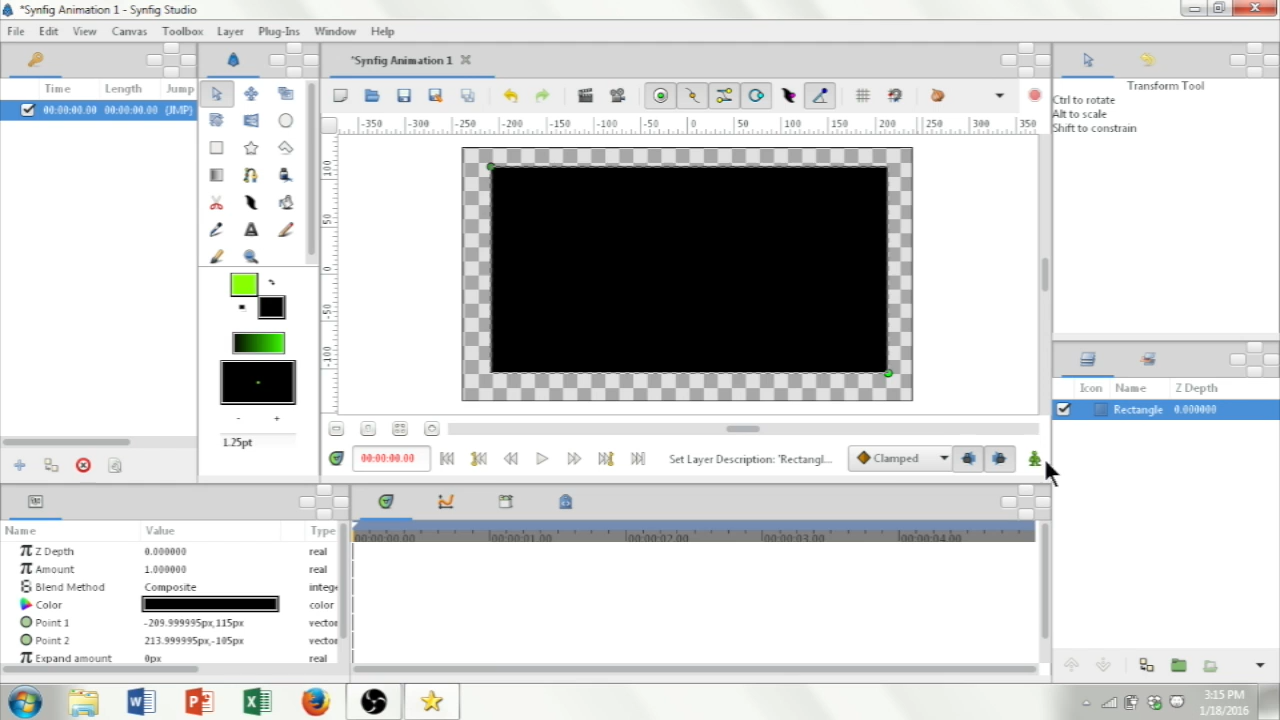 *Synfig Animation 1 - Synfig Studio
File Edit View Canvas Toolbox Layer Plug-Ins Window Help
*Synfig Animation 1
Time Length Jump
00:00:00.00 00:00:00.00 (JMP)
Transform Tool
Ctrl to rotate
Alt to scale
Shift to constrain
-350 -300 -250 -200 -150 -100 -50 0 50 100 150 200 250 300 350
100
50
0
-50
-100
- +
1.25pt
Icon Name Z Depth
Rectangle 0.000000
00:00:00.00 Set Layer Description: 'Rectangl... Clamped
Name Value Type
Z Depth 0.000000 real
Amount 1.000000 real
Blend Method Composite intege
Color color
Point 1 -209.999995px,115px vector
Point 2 213.999995px,-105px vector
Expand amount 0px real
00:00:00.00 00:00:01.00 00:00:02.00 00:00:03.00 00:00:04.00
3:15 PM
1/18/2016